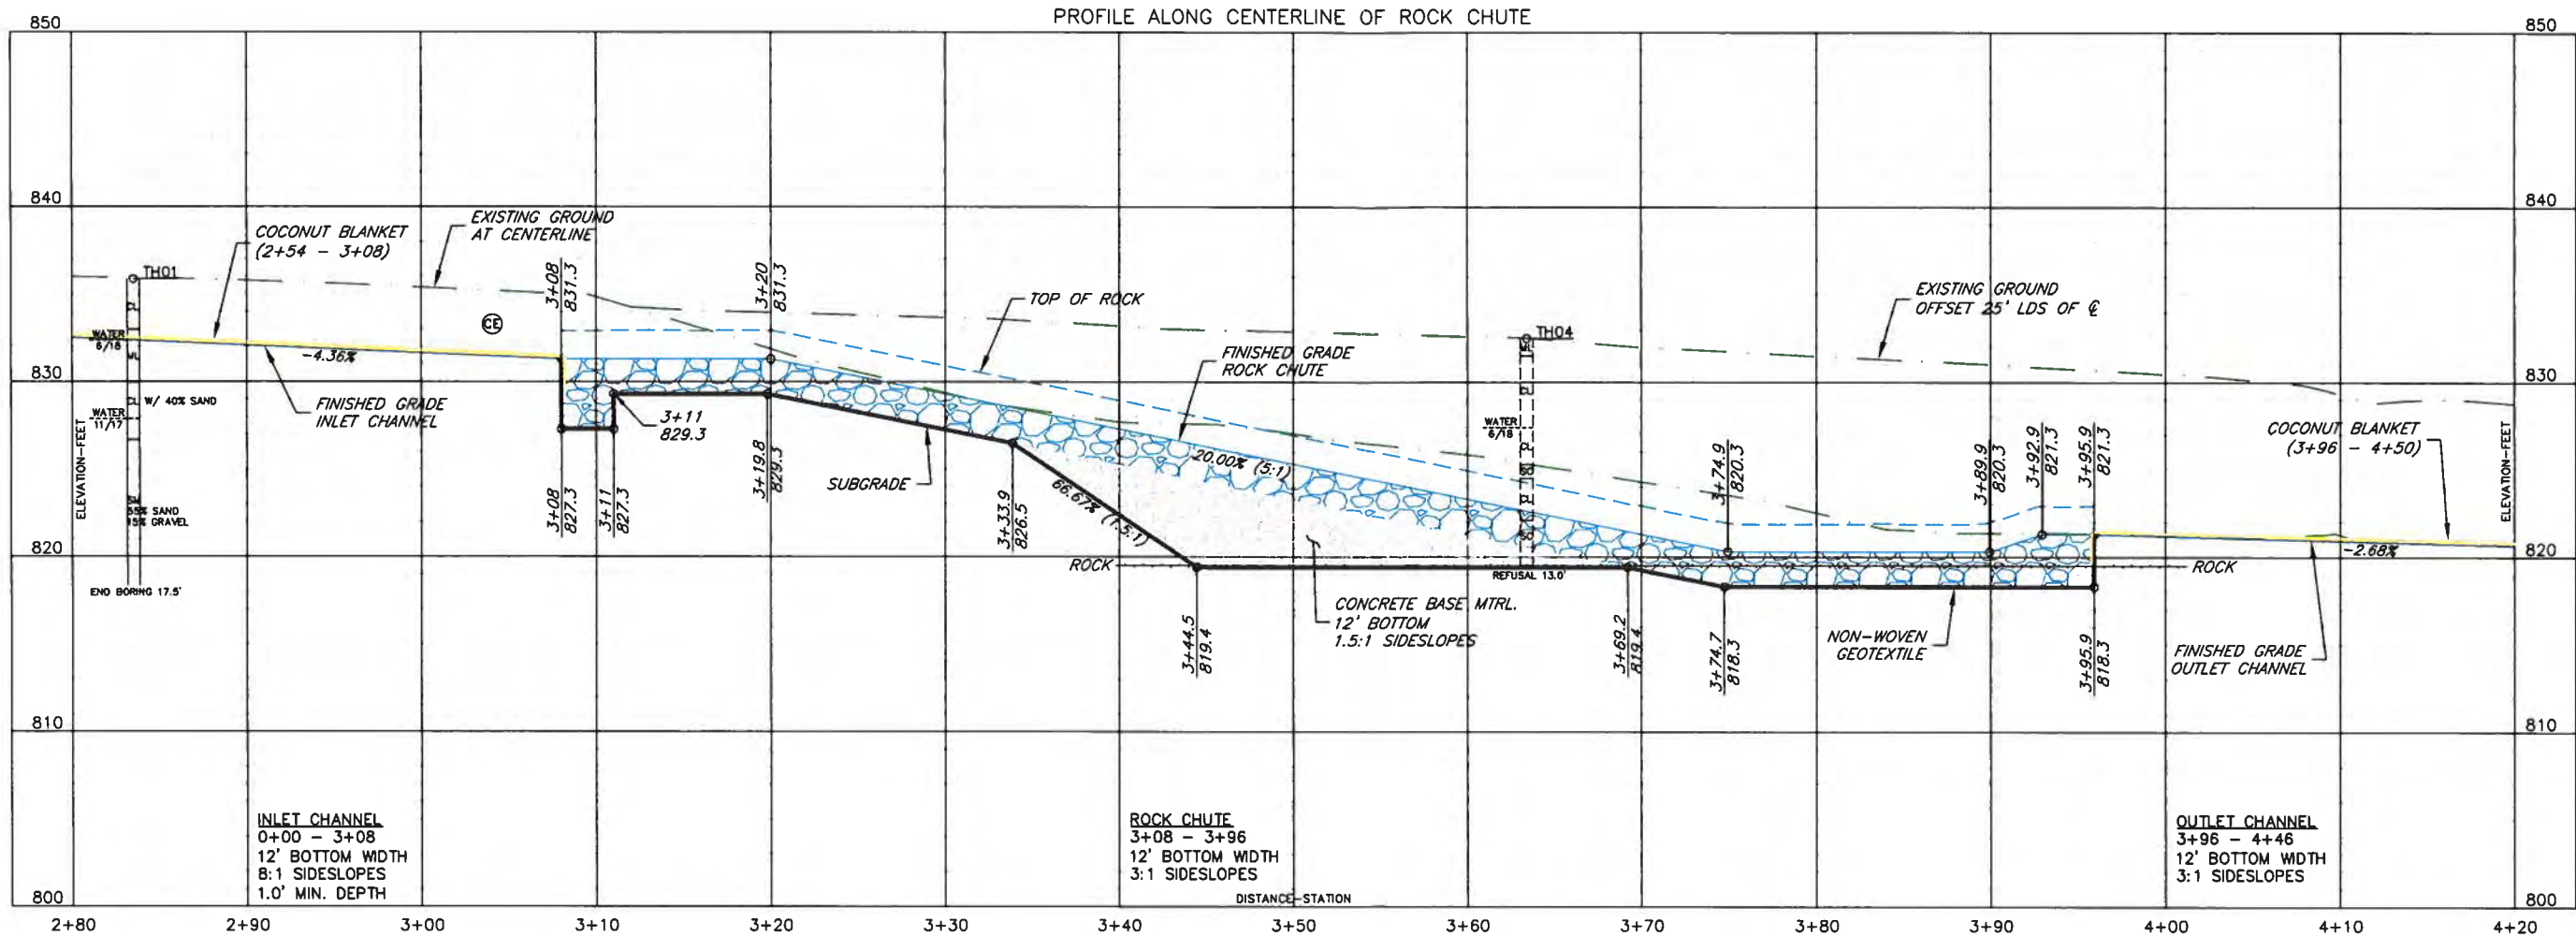 PROFILE ALONG CENTERLINE OF ROCK CHUTE
850
850
840
840
830
830
820
820
810
810
800
800
ELEVATION-FEET
ELEVATION-FEET
COCONUT BLANKET
(2+54 - 3+08)
EXISTING GROUND
AT CENTERLINE
TH01
WATER
6/18
W/ 40% SAND
WATER
11/17
55% SAND
15% GRAVEL
END BORING 17.5'
-4.36%
CE
FINISHED GRADE
INLET CHANNEL
3+08
831.3
3+20
831.3
3+11
829.3
3+08
827.3
3+11
827.3
3+19.8
829.3
SUBGRADE
TOP OF ROCK
FINISHED GRADE
ROCK CHUTE
3+33.9
826.5
66.67% (1.5:1)
20.00% (5:1)
ROCK
3+44.5
819.4
CONCRETE BASE MTRL.
12' BOTTOM
1.5:1 SIDESLOPES
TH04
WATER
6/18
REFUSAL 13.0'
3+69.2
819.4
3+74.9
820.3
3+74.7
818.3
EXISTING GROUND
OFFSET 25' LDS OF ℄
NON-WOVEN
GEOTEXTILE
3+89.9
820.3
3+92.9
821.3
3+95.9
821.3
3+95.9
818.3
ROCK
COCONUT BLANKET
(3+96 - 4+50)
-2.68%
FINISHED GRADE
OUTLET CHANNEL
INLET CHANNEL
0+00 - 3+08
12' BOTTOM WIDTH
8:1 SIDESLOPES
1.0' MIN. DEPTH
ROCK CHUTE
3+08 - 3+96
12' BOTTOM WIDTH
3:1 SIDESLOPES
OUTLET CHANNEL
3+96 - 4+46
12' BOTTOM WIDTH
3:1 SIDESLOPES
DISTANCE-STATION
2+80
2+90
3+00
3+10
3+20
3+30
3+40
3+50
3+60
3+70
3+80
3+90
4+00
4+10
4+20